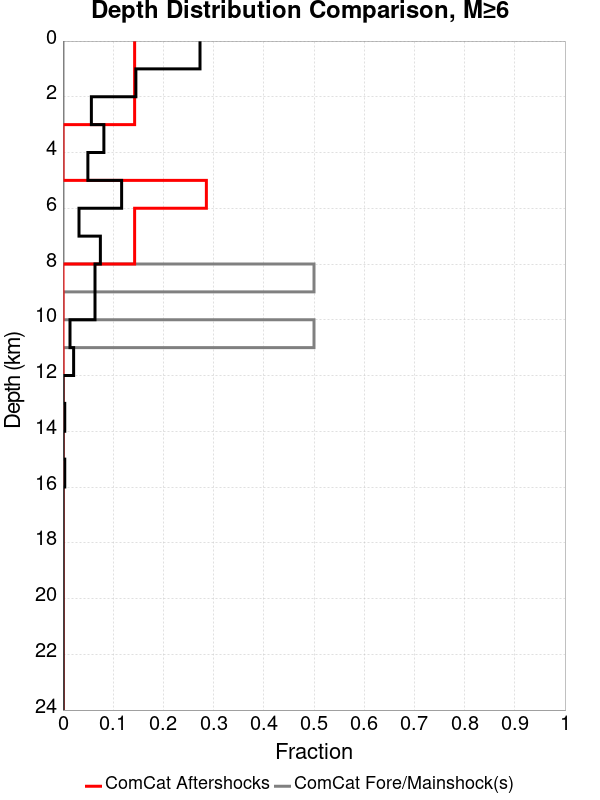 Depth Distribution Comparison, M≥6
0
2
4
6
8
10
12
14
16
18
20
22
24
Depth (km)
0 0.1 0.2 0.3 0.4 0.5 0.6 0.7 0.8 0.9 1
Fraction
ComCat Aftershocks ComCat Fore/Mainshock(s)